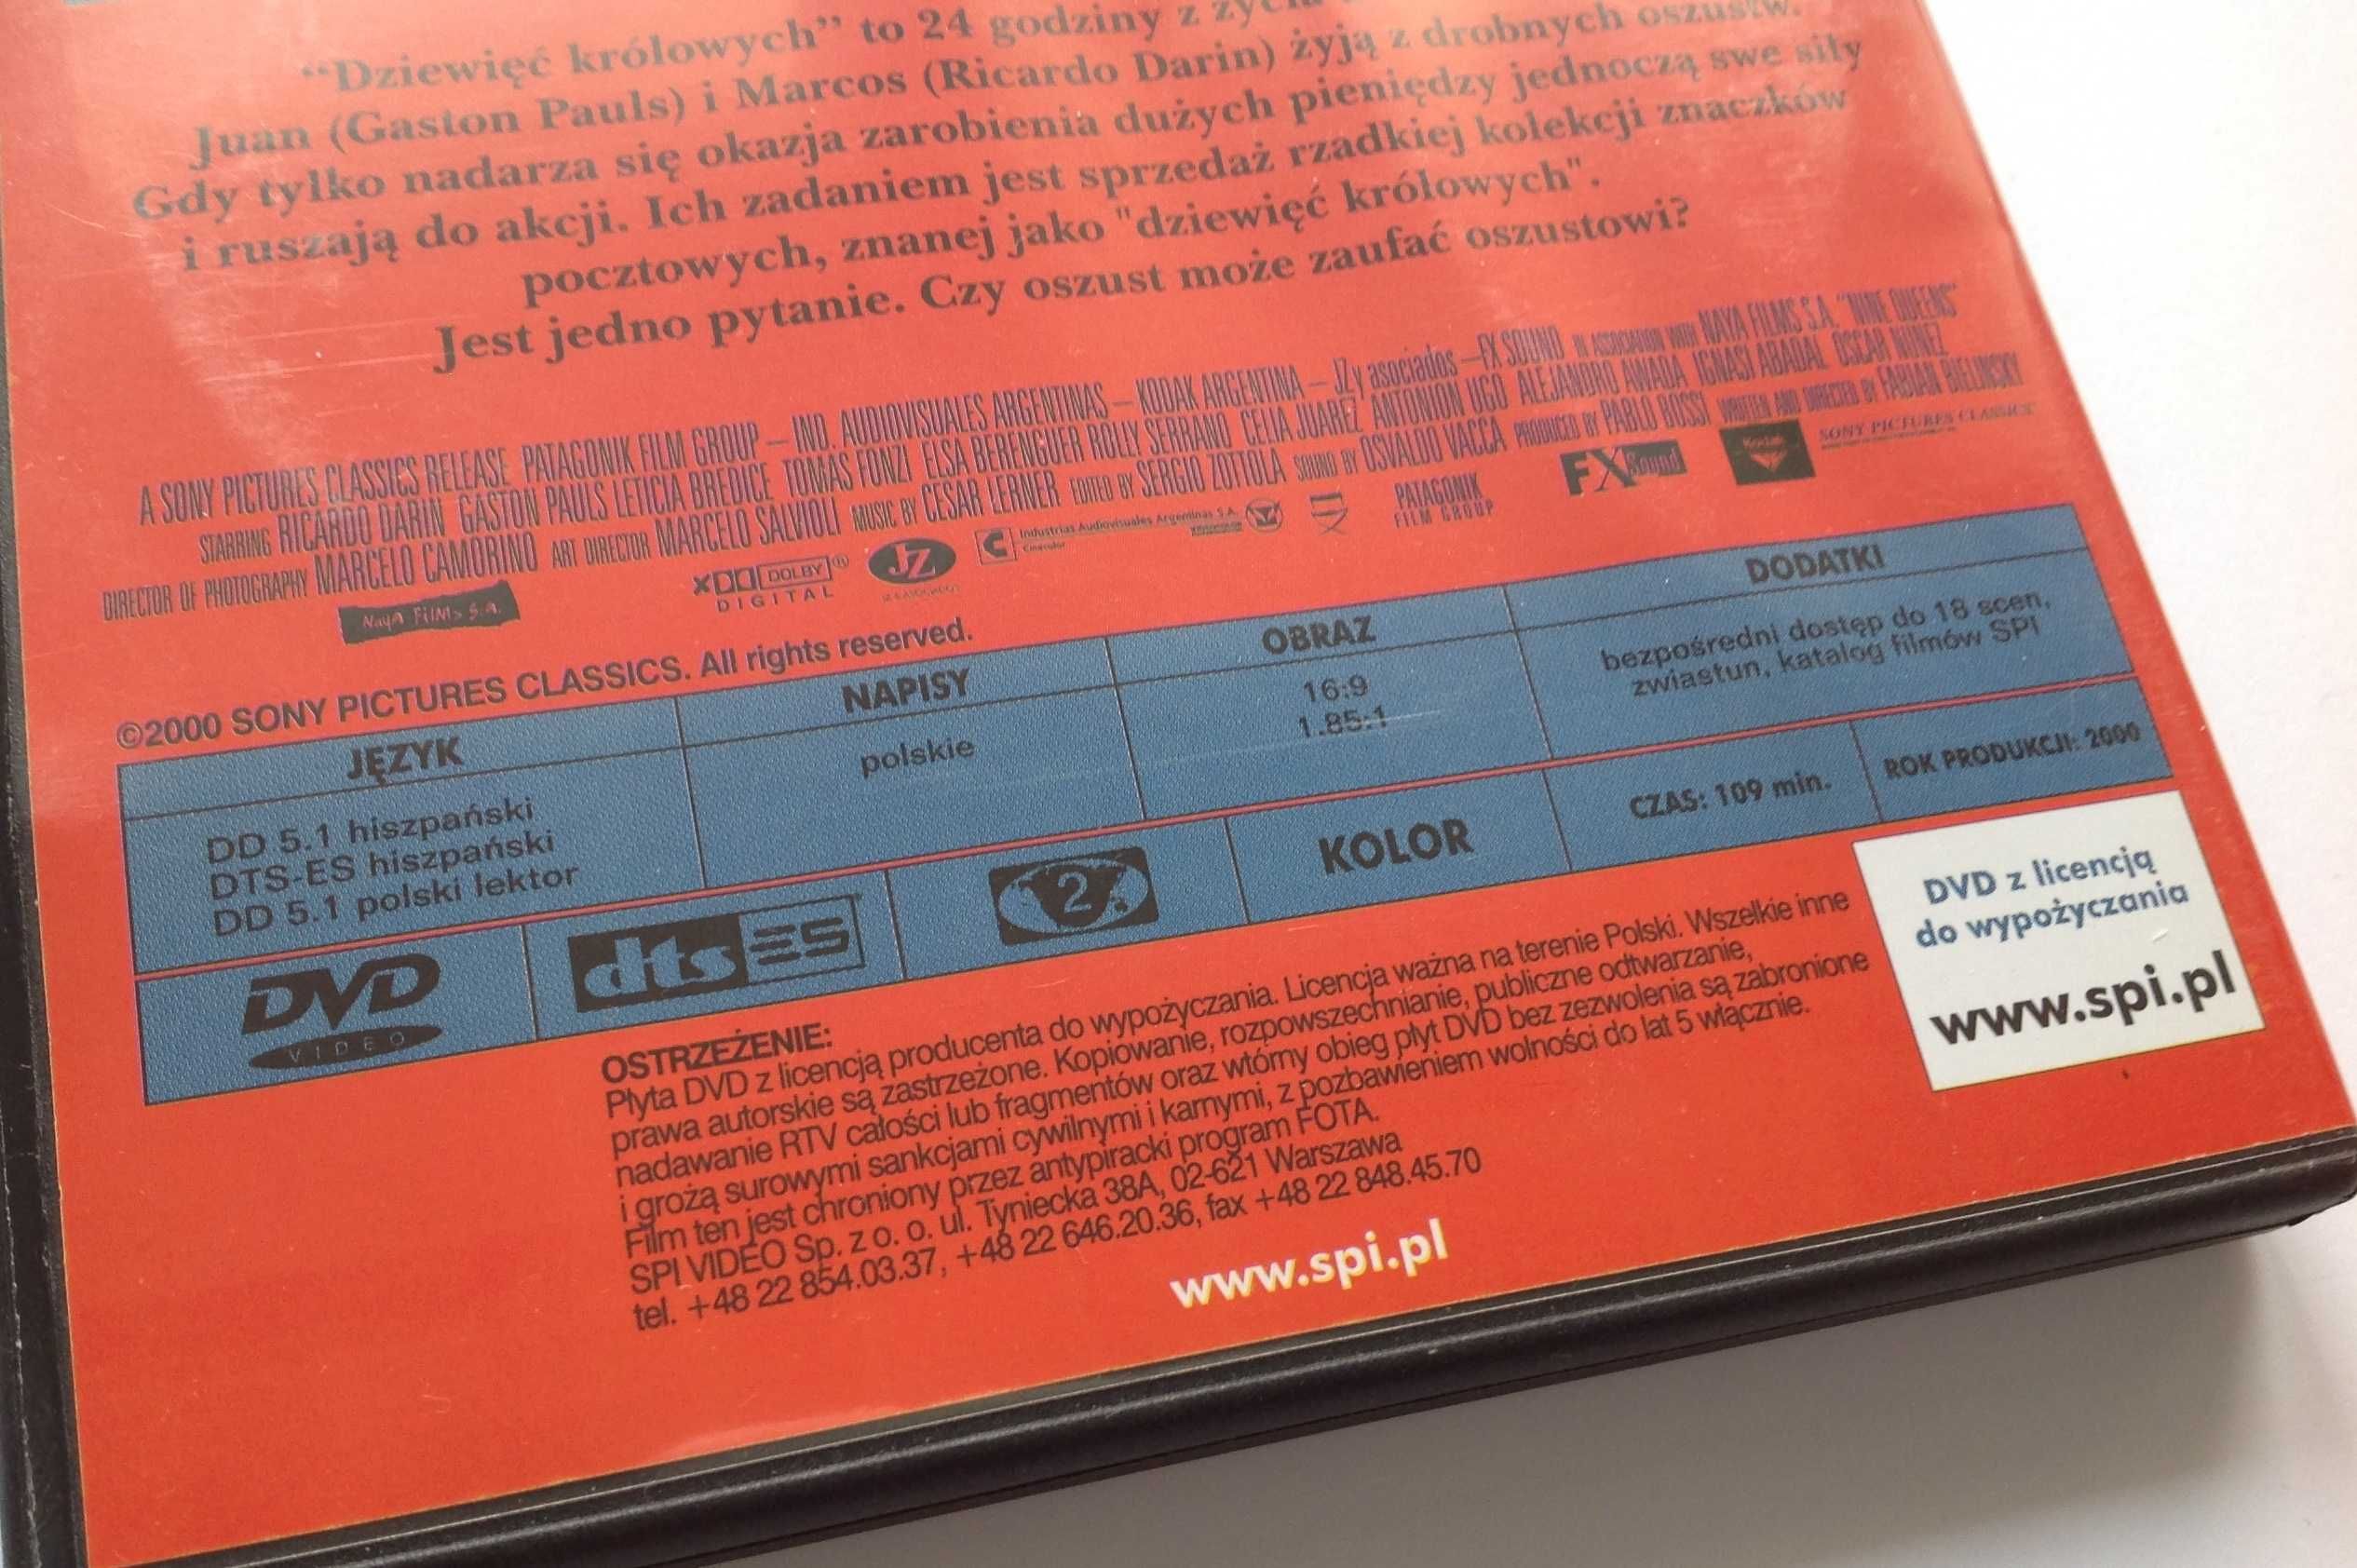 “Dziewięć królowych” to 24 godziny z życia
Juan (Gaston Pauls) i Marcos (Ricardo Darin) żyją z drobnych oszustw.
Gdy tylko nadarza się okazja zarobienia dużych pieniędzy jednoczą swe siły
i ruszają do akcji. Ich zadaniem jest sprzedaż rzadkiej kolekcji znaczków
pocztowych, znanej jako "dziewięć królowych".
Jest jedno pytanie. Czy oszust może zaufać oszustowi?
A SONY PICTURES CLASSICS RELEASE PATAGONIK FILM GROUP – IND. AUDIOVISUALES ARGENTINAS – KODAK ARGENTINA – JZy asociados – FX SOUND IN ASSOCIATION WITH NAYA FILMS S.A. "NINE QUEENS"
STARRING RICARDO DARIN GASTON PAULS LETICIA BREDICE TOMAS FONZI ELSA BERENGUER ROLLY SERRANO CELIA JUAREZ ANTONION UGO ALEJANDRO AWADA IGNASI ABADAL OSCAR NUNEZ
DIRECTOR OF PHOTOGRAPHY MARCELO CAMORINO ART DIRECTOR MARCELO SALVIOLI MUSIC BY CESAR LERNER EDITED BY SERGIO ZOTTOLA SOUND BY OSVALDO VACCA PRODUCED BY PABLO BOSSI WRITTEN AND DIRECTED BY FABIAN BIELINSKY
Naya FiLMs S.A.
DOLBY®
DIGITAL
JZ
C Industrias Audiovisuales Argentinas S.A.
Cinecolor
PATAGONIK
FILM GROUP
FX Sound
Kodak
SONY PICTURES CLASSICS
©2000 SONY PICTURES CLASSICS. All rights reserved.
JĘZYK
NAPISY
OBRAZ
DODATKI
DD 5.1 hiszpański
DTS-ES hiszpański
DD 5.1 polski lektor
polskie
16:9
1.85:1
bezpośredni dostęp do 18 scen,
zwiastun, katalog filmów SPI
DVD
VIDEO
dts ES
2
KOLOR
CZAS: 109 min.
ROK PRODUKCJI: 2000
DVD z licencją
do wypożyczania
www.spi.pl
OSTRZEŻENIE:
Płyta DVD z licencją producenta do wypożyczania. Licencja ważna na terenie Polski. Wszelkie inne
prawa autorskie są zastrzeżone. Kopiowanie, rozpowszechnianie, publiczne odtwarzanie,
nadawanie RTV całości lub fragmentów oraz wtórny obieg płyt DVD bez zezwolenia są zabronione
i grożą surowymi sankcjami cywilnymi i karnymi, z pozbawieniem wolności do lat 5 włącznie.
Film ten jest chroniony przez antypiracki program FOTA.
SPI VIDEO Sp. z o. o. ul. Tyniecka 38A, 02-621 Warszawa
tel. +48 22 854.03.37, +48 22 646.20.36, fax +48 22 848.45.70
www.spi.pl